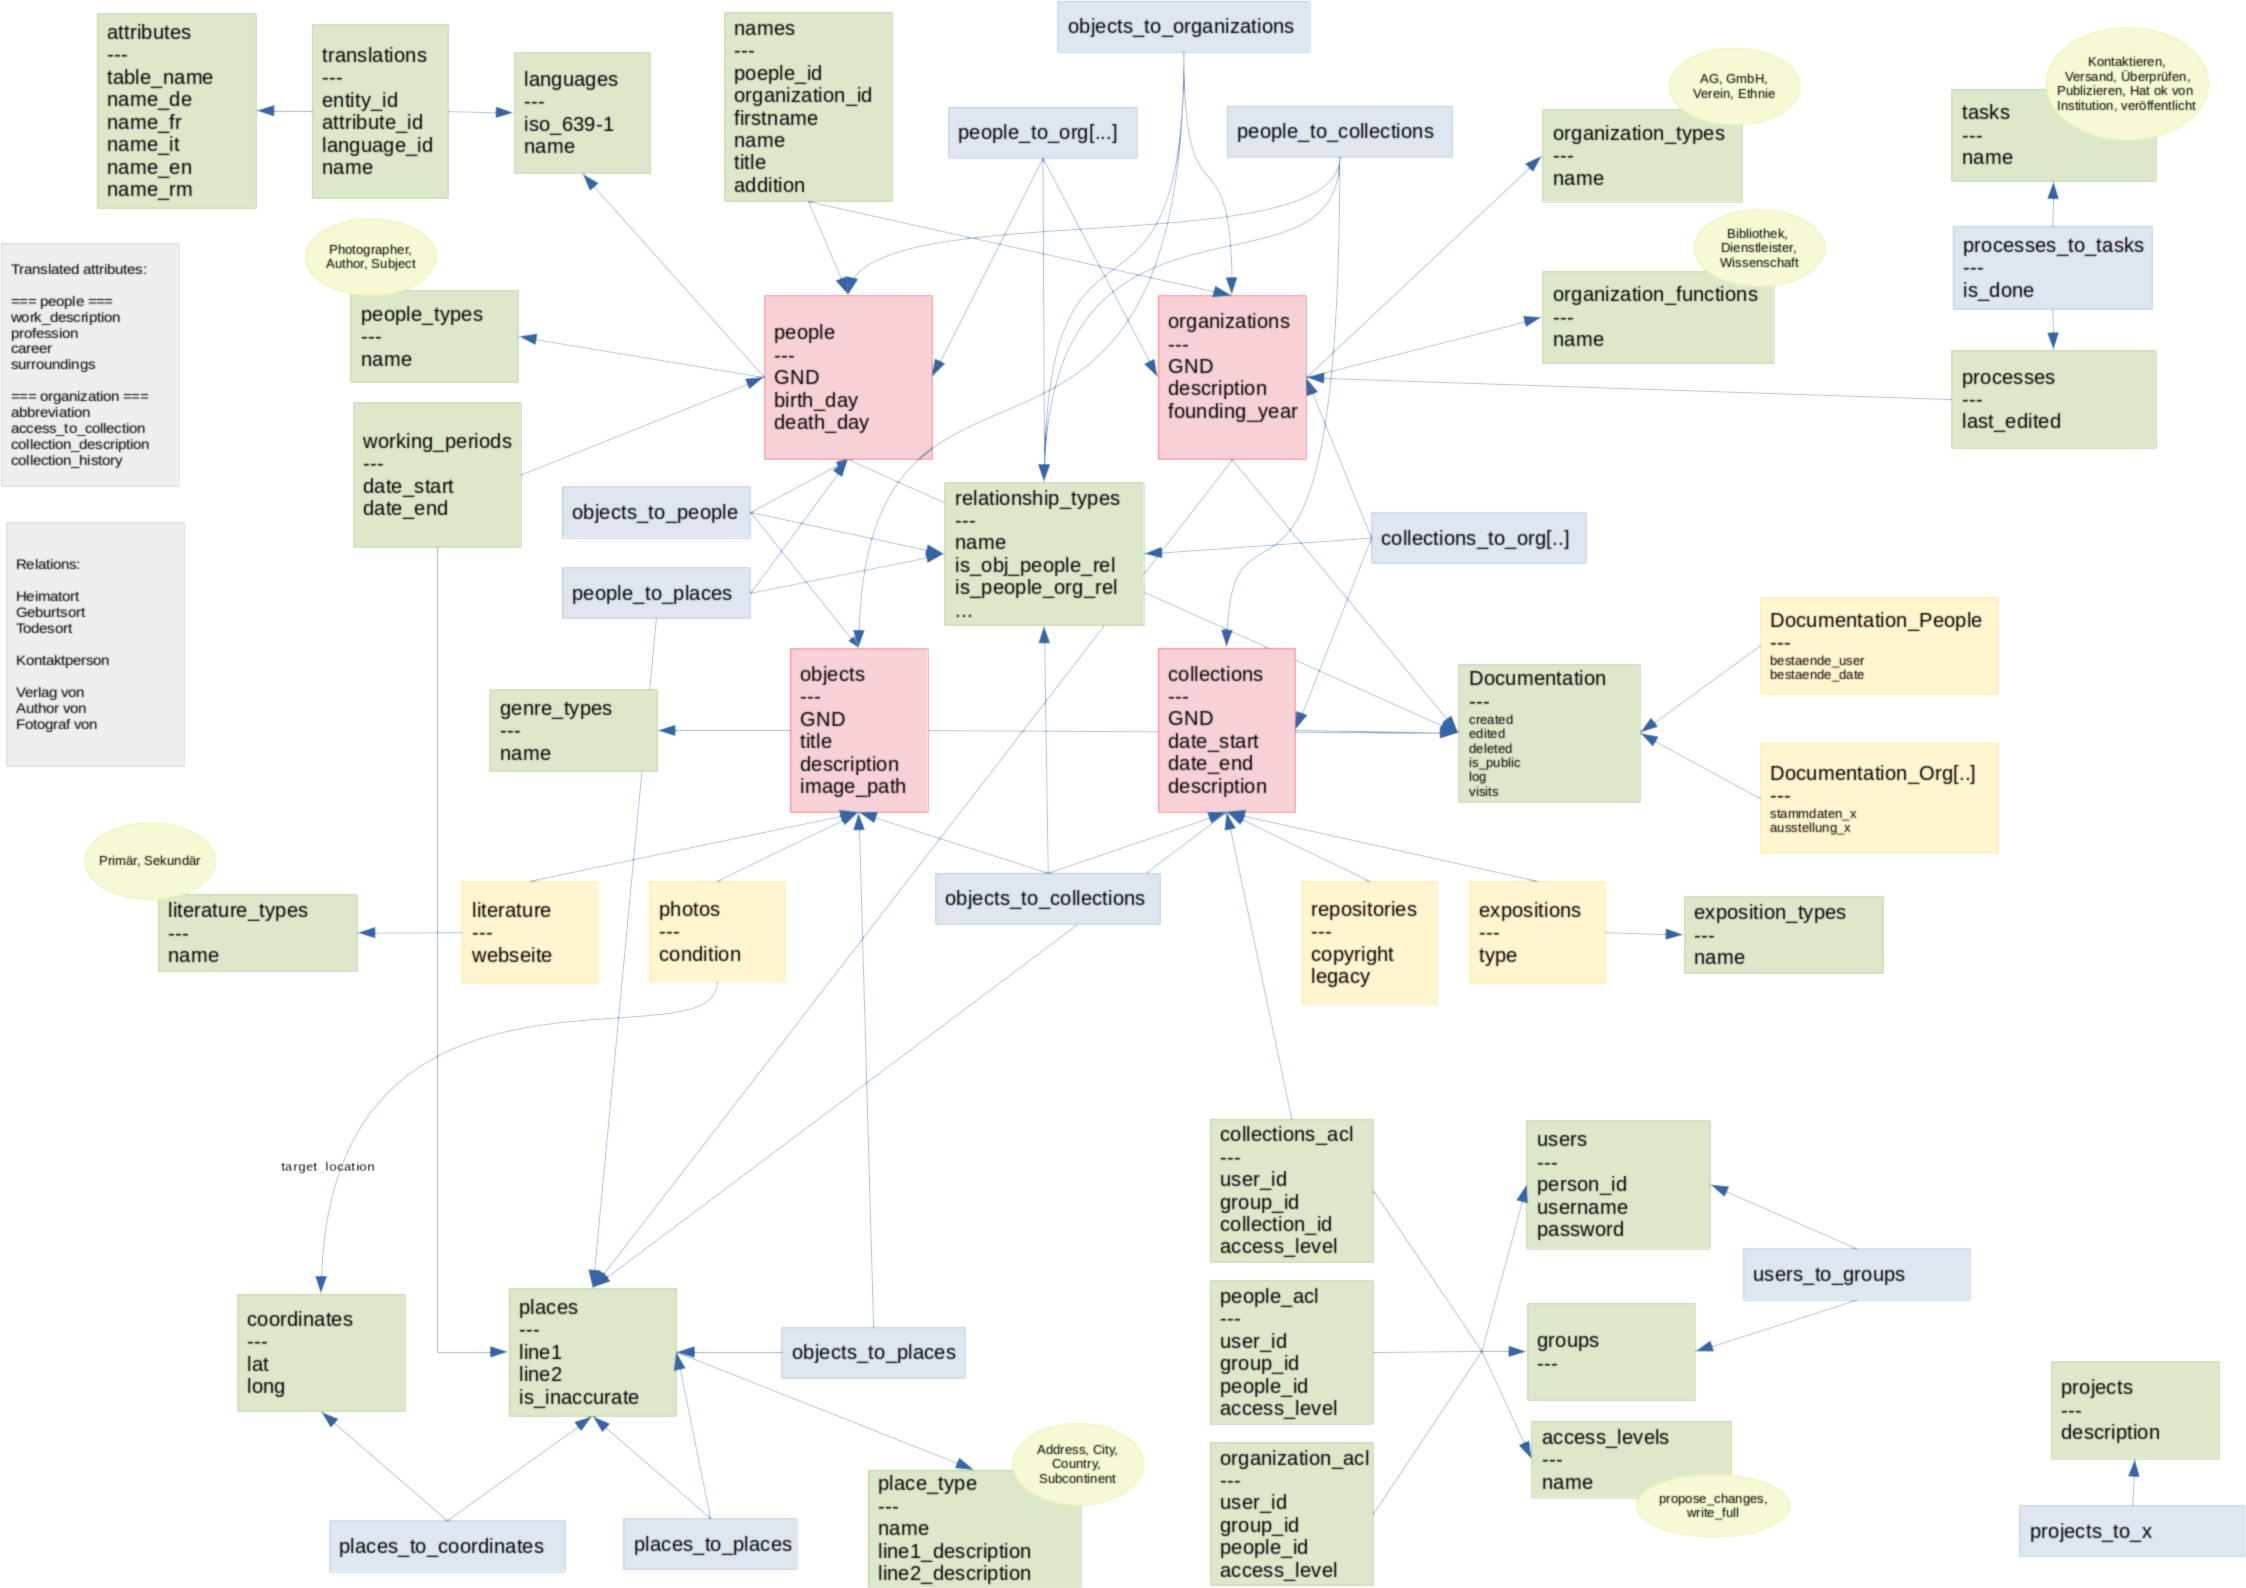 attributes
---
table_name
name_de
name_fr
name_it
name_en
name_rm
translations
---
entity_id
attribute_id
language_id
name
languages
---
iso_639-1
name
names
---
poeple_id
organization_id
firstname
name
title
addition
objects_to_organizations
people_to_org[...]
people_to_collections
AG, GmbH,
Verein, Ethnie
organization_types
---
name
Kontaktieren,
Versand, Überprüfen,
Publizieren, Hat ok von
Institution, veröffentlicht
tasks
---
name
Translated attributes:
=== people ===
work_description
profession
career
surroundings
=== organization ===
abbreviation
access_to_collection
collection_description
collection_history
Photographer,
Author, Subject
people_types
---
name
people
---
GND
birth_day
death_day
organizations
---
GND
description
founding_year
Bibliothek,
Dienstleister,
Wissenschaft
organization_functions
---
name
processes_to_tasks
---
is_done
processes
---
last_edited
working_periods
---
date_start
date_end
objects_to_people
people_to_places
relationship_types
---
name
is_obj_people_rel
is_people_org_rel
...
collections_to_org[..]
Relations:
Heimatort
Geburtsort
Todesort
Kontaktperson
Verlag von
Author von
Fotograf von
genre_types
---
name
objects
---
GND
title
description
image_path
collections
---
GND
date_start
date_end
description
Documentation
---
created
edited
deleted
is_public
log
visits
Documentation_People
---
bestaende_user
bestaende_date
Documentation_Org[..]
---
stammdaten_x
ausstellung_x
Primär, Sekundär
literature_types
---
name
literature
---
webseite
photos
---
condition
objects_to_collections
repositories
---
copyright
legacy
expositions
---
type
exposition_types
---
name
target_location
coordinates
---
lat
long
places
---
line1
line2
is_inaccurate
objects_to_places
collections_acl
---
user_id
group_id
collection_id
access_level
users
---
person_id
username
password
users_to_groups
people_acl
---
user_id
group_id
people_id
access_level
groups
---
projects
---
description
places_to_coordinates
places_to_places
Address, City,
Country,
Subcontinent
place_type
---
name
line1_description
line2_description
organization_acl
---
user_id
group_id
people_id
access_level
access_levels
---
name
propose_changes,
write_full
projects_to_x